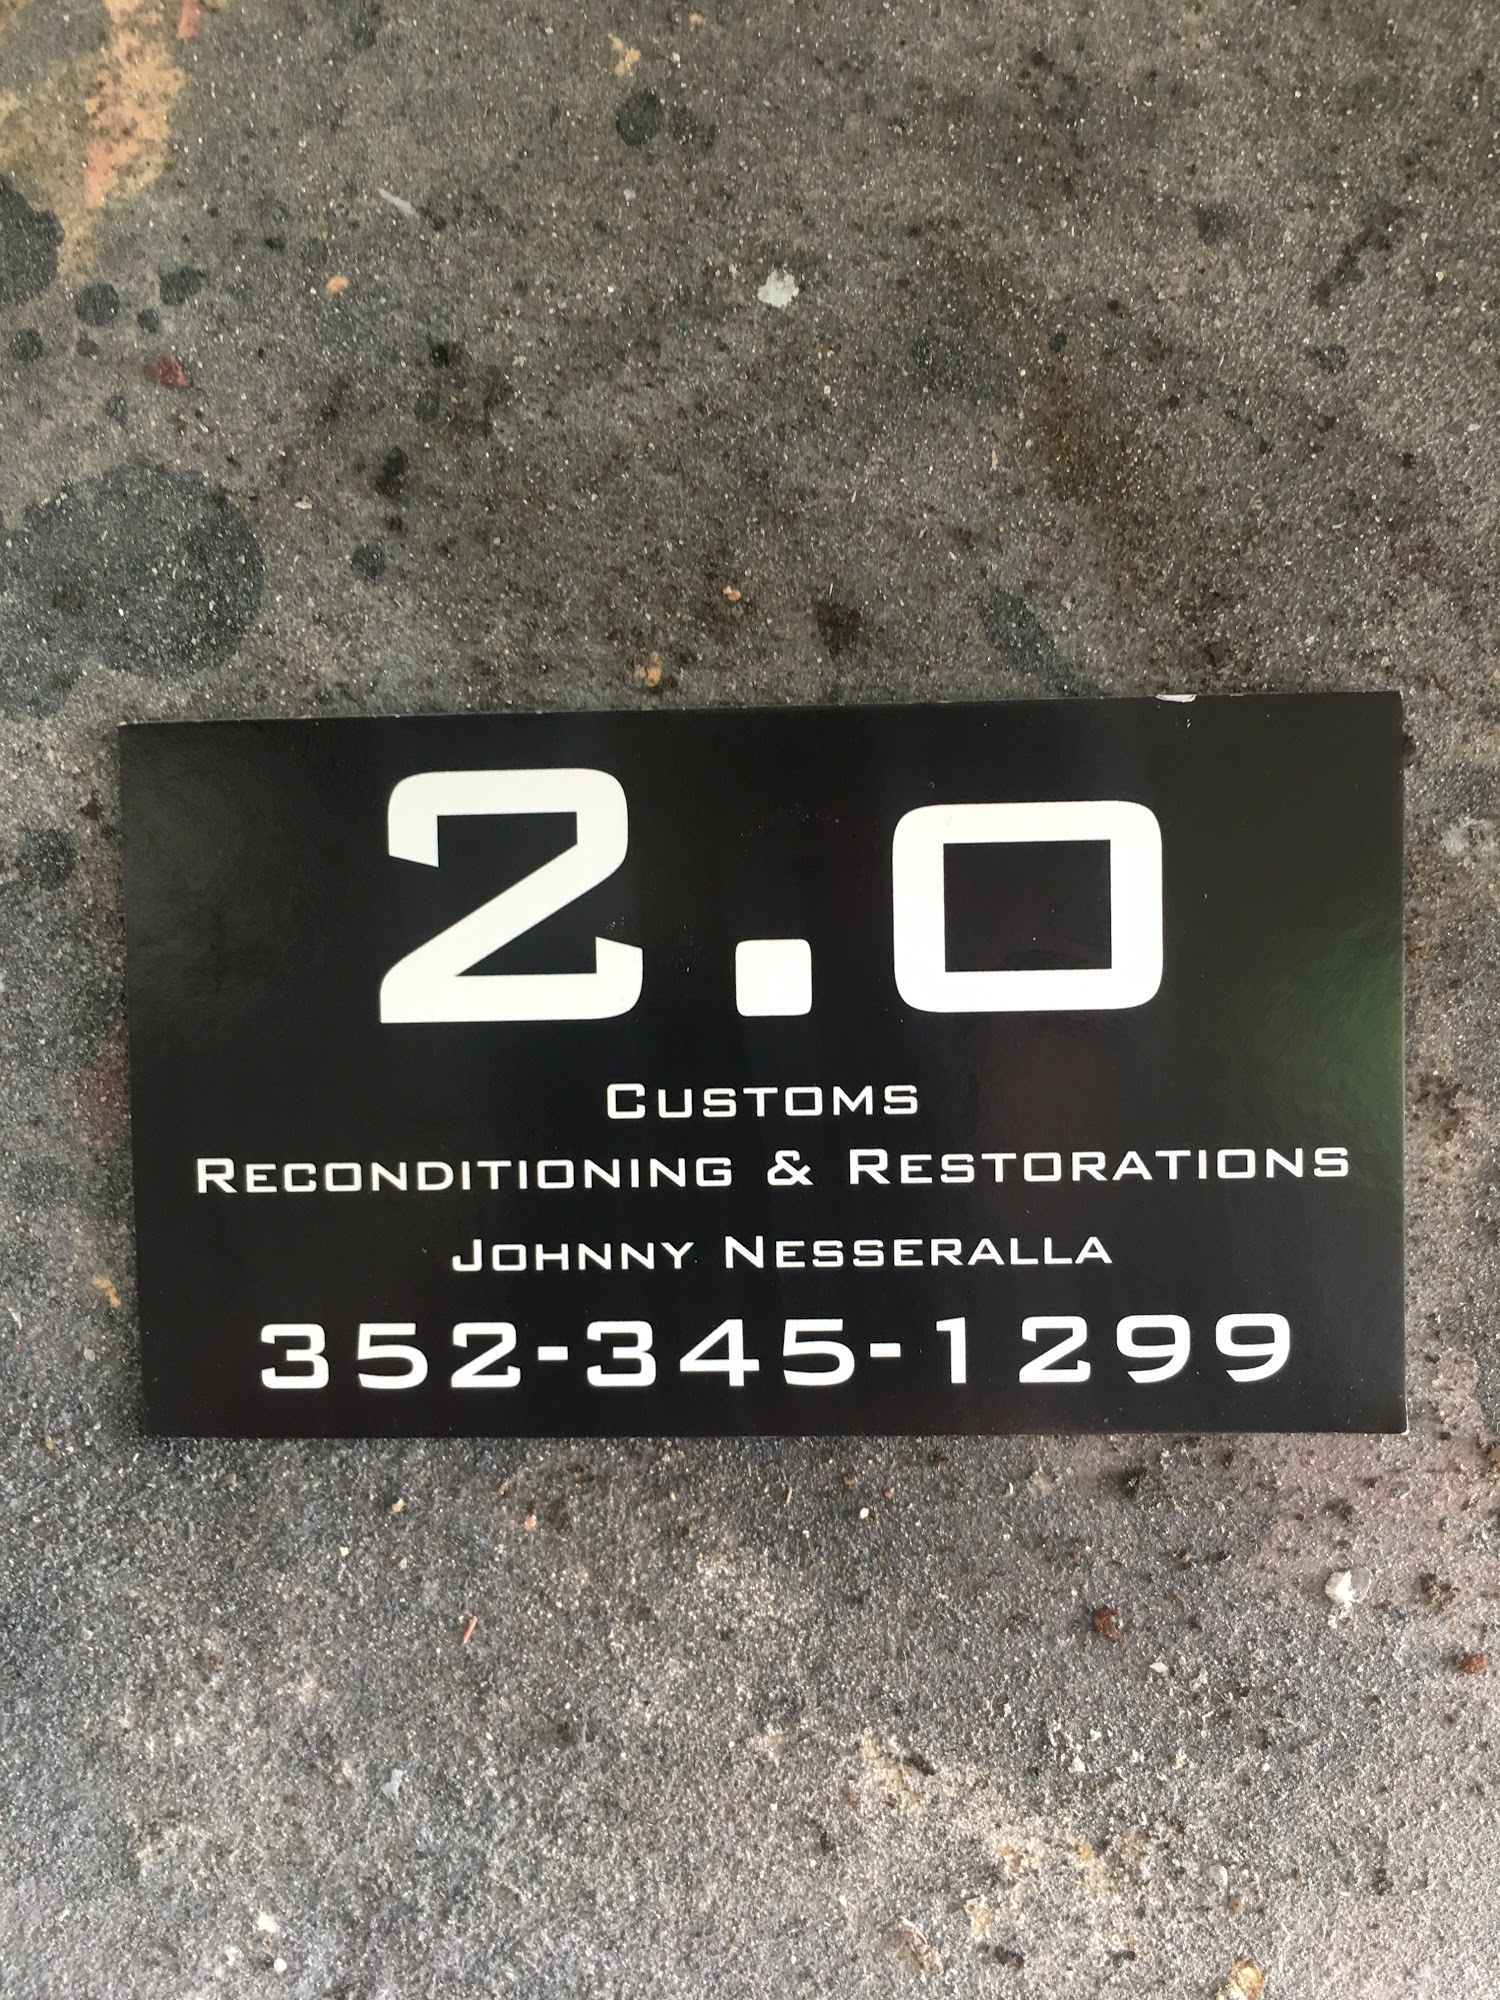 2.0
Customs
Reconditioning & Restorations
Johnny Nesseralla
352-345-1299